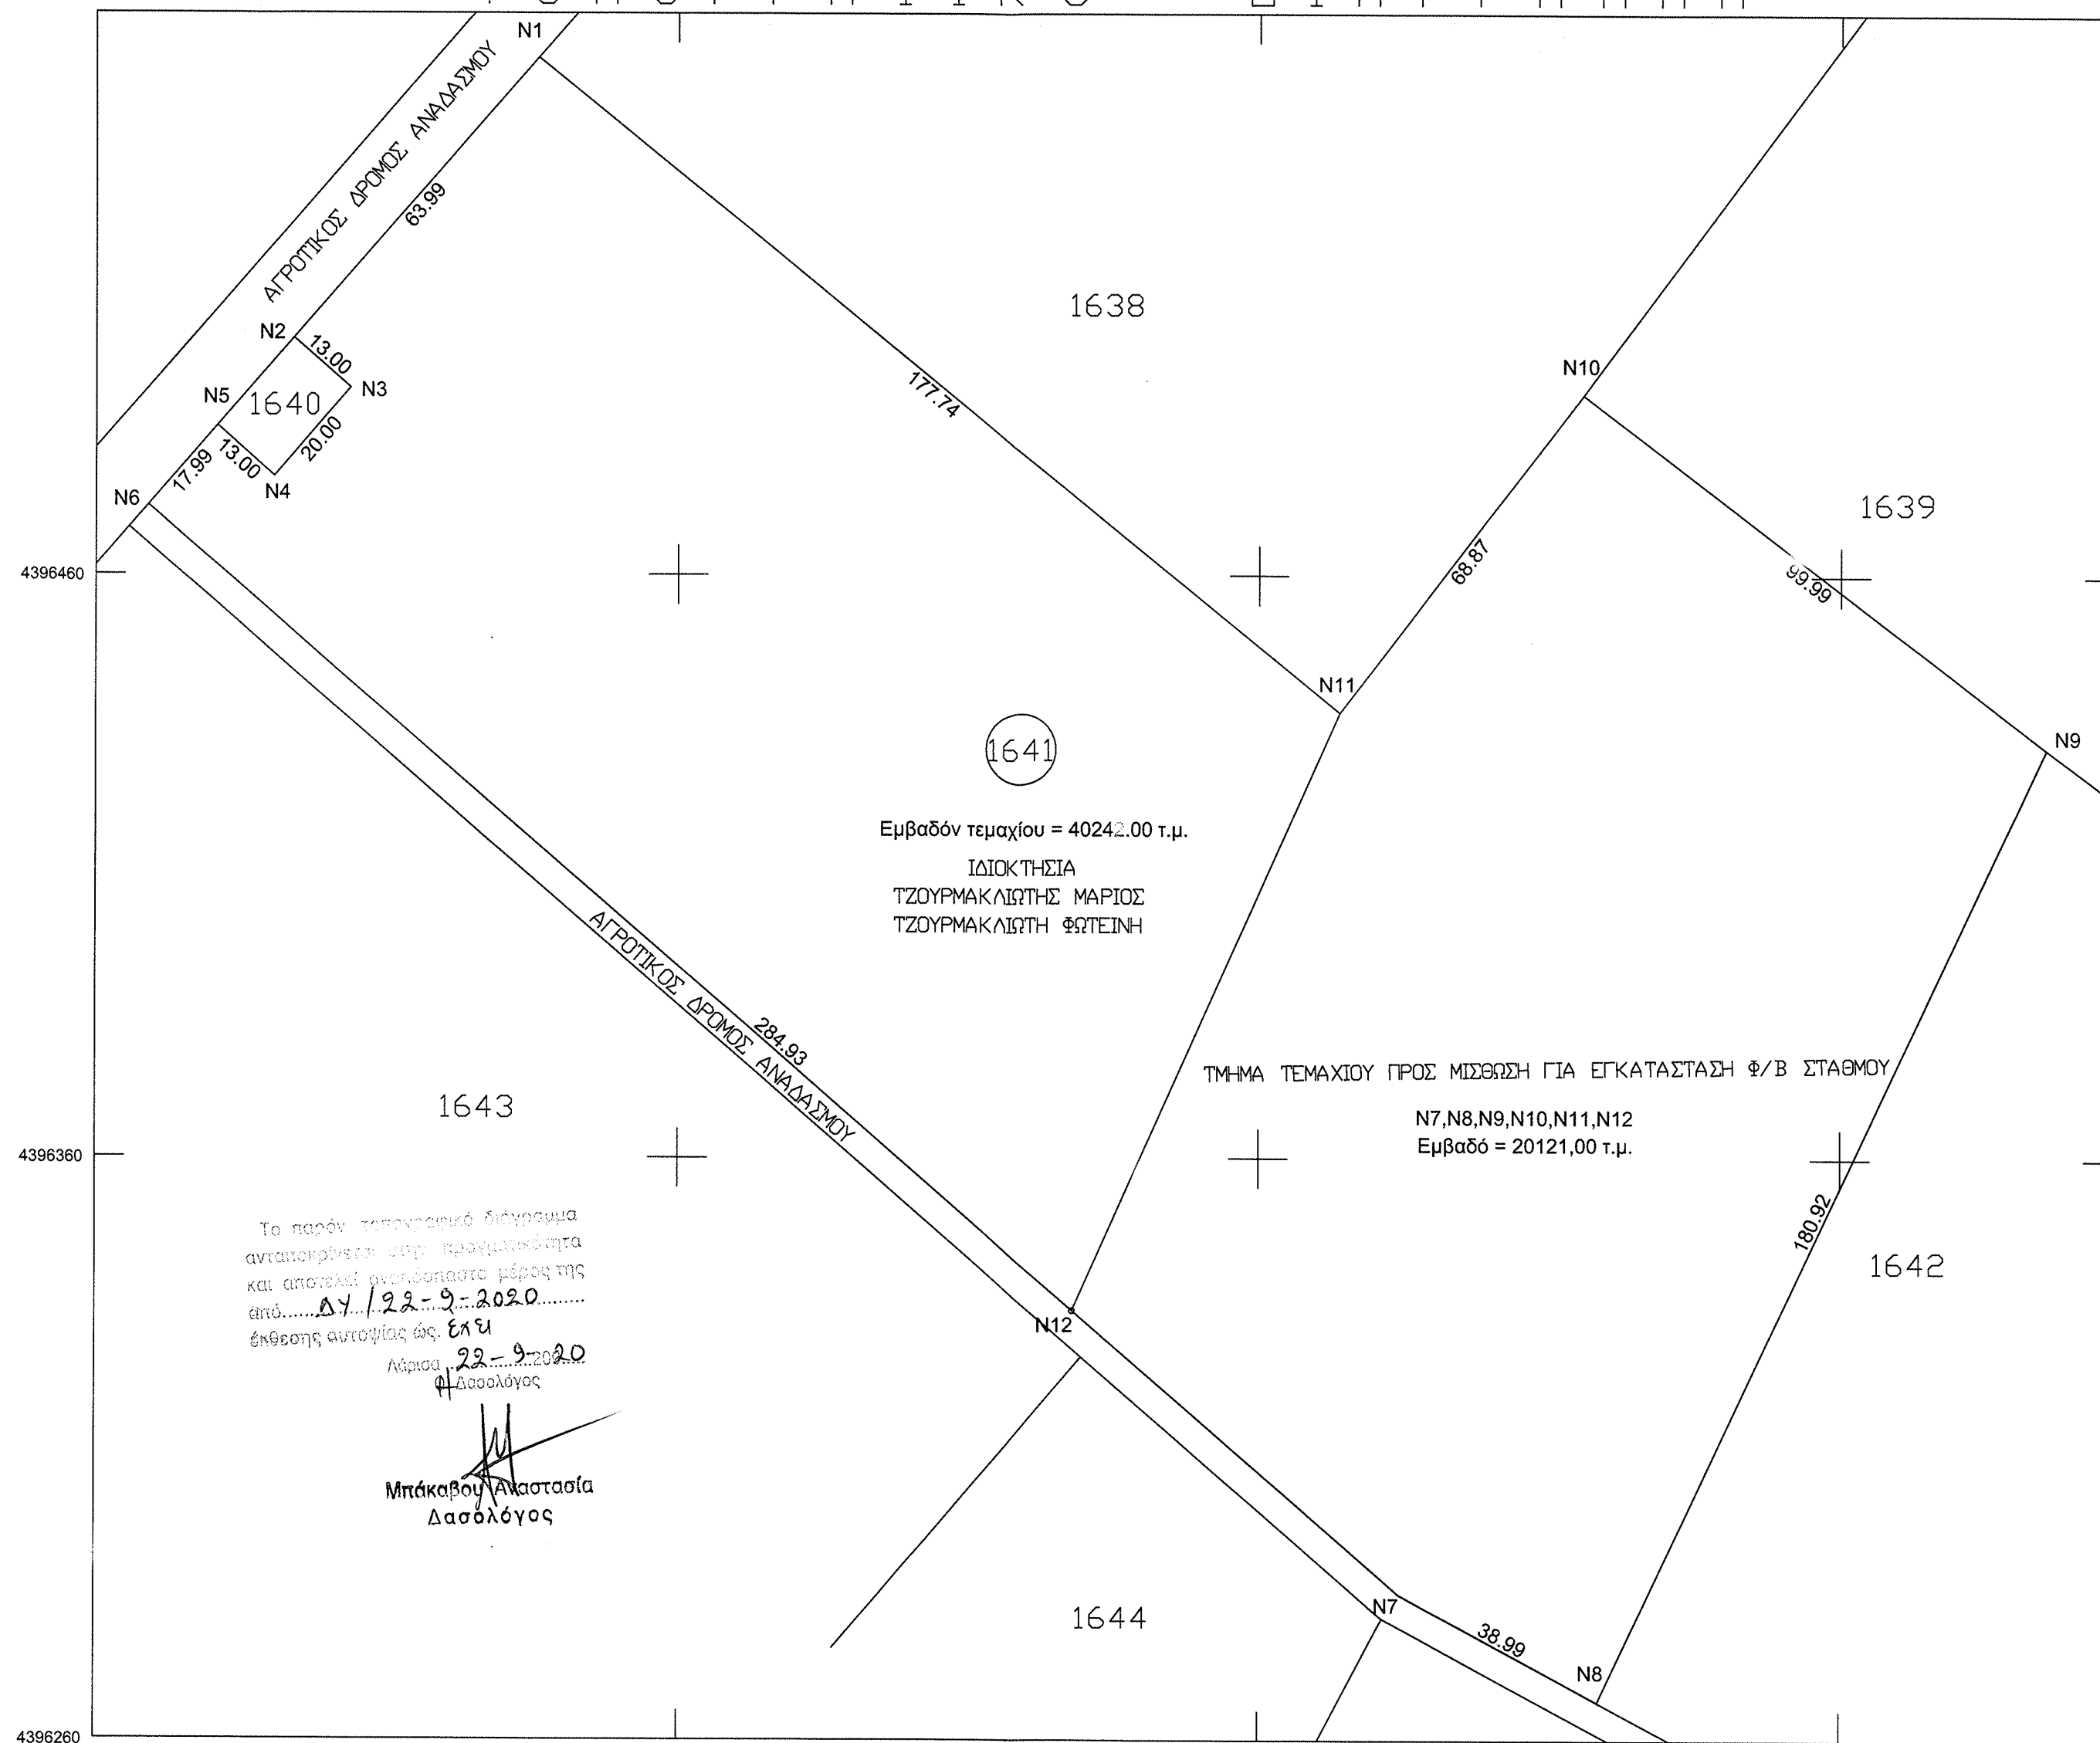 N1
ΑΓΡΟΤΙΚΟΣ ΔΡΟΜΟΣ ΑΝΑΔΑΣΜΟΥ
63.99
1638
N2
13.00
N3
N10
N5
1640
177.74
20.00
13.00
17.99
N4
N6
1639
68.87
99.99
4396460
N11
N9
1641
Εμβαδόν τεμαχίου = 40242.00 τ.μ.
ΙΔΙΟΚΤΗΣΙΑ
ΤΖΟΥΡΜΑΚΛΙΩΤΗΣ ΜΑΡΙΟΣ
ΤΖΟΥΡΜΑΚΛΙΩΤΗ ΦΩΤΕΙΝΗ
ΑΓΡΟΤΙΚΟΣ ΔΡΟΜΟΣ ΑΝΑΔΑΣΜΟΥ
284.93
ΤΜΗΜΑ ΤΕΜΑΧΙΟΥ ΠΡΟΣ ΜΙΣΘΩΣΗ ΓΙΑ ΕΓΚΑΤΑΣΤΑΣΗ Φ/Β ΣΤΑΘΜΟΥ
N7,N8,N9,N10,N11,N12
Εμβαδό = 20121,00 τ.μ.
1643
4396360
180.92
1642
Το παρόν τοπογραφικό διάγραμμα
ανταποκρίνεται στην πραγματικότητα
και αποτελεί αναπόσπαστο μέρος της
από...... ΔΥ / 22-9-2020
έκθεσης αυτοψίας ώς. έχει
Λάρισα 22-9-2020
Η Δασολόγος
Μπάκαβου Αναστασία
Δασολόγος
N12
1644
N7
38.99
N8
4396260